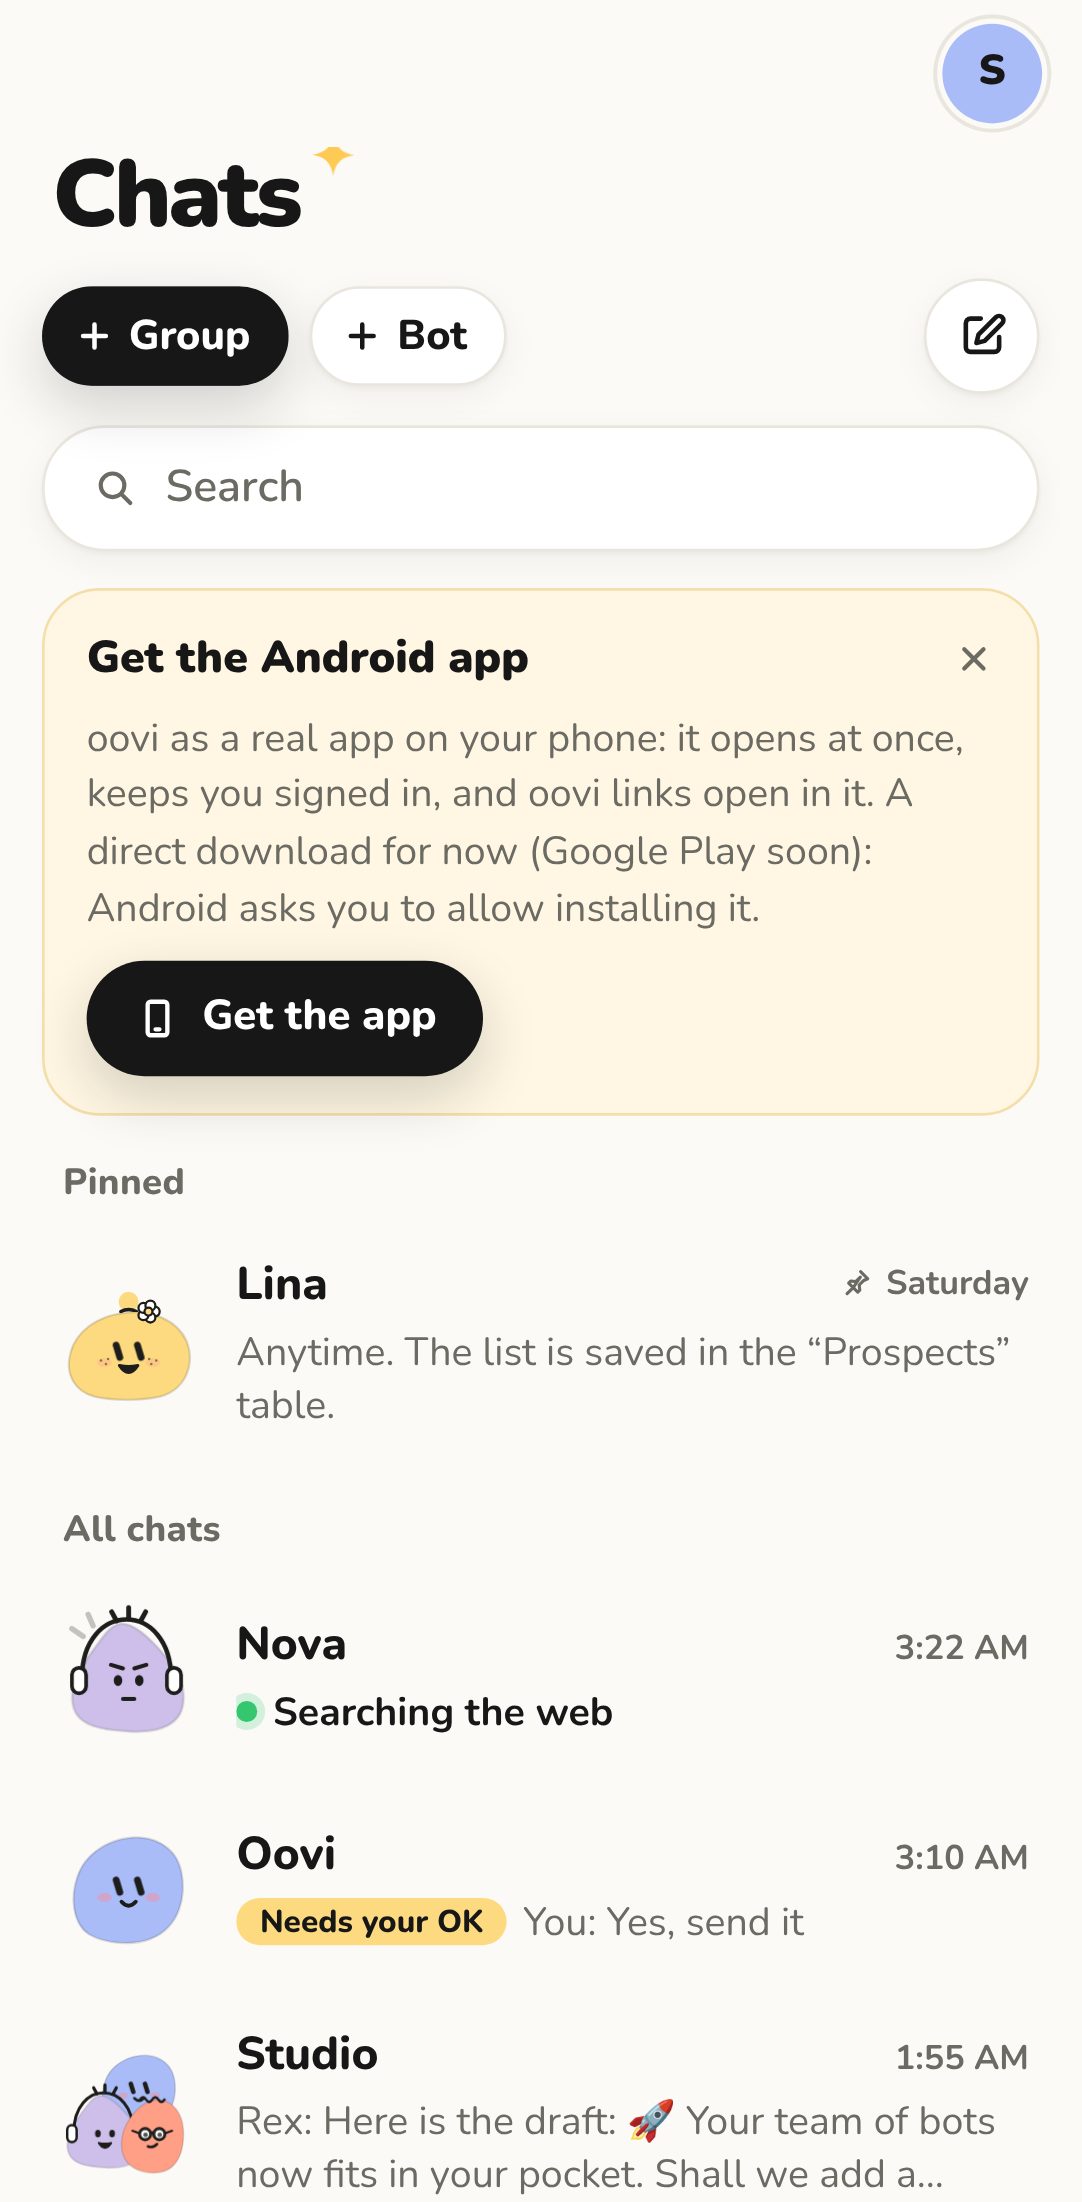 S
Chats
+ Group
+ Bot
Search
Get the Android app
oovi as a real app on your phone: it opens at once,
keeps you signed in, and oovi links open in it. A
direct download for now (Google Play soon):
Android asks you to allow installing it.
Get the app
Pinned
Lina
Saturday
Anytime. The list is saved in the “Prospects”
table.
All chats
Nova
3:22 AM
Searching the web
Oovi
3:10 AM
Needs your OK You: Yes, send it
Studio
1:55 AM
Rex: Here is the draft: 🚀 Your team of bots
now fits in your pocket. Shall we add a...